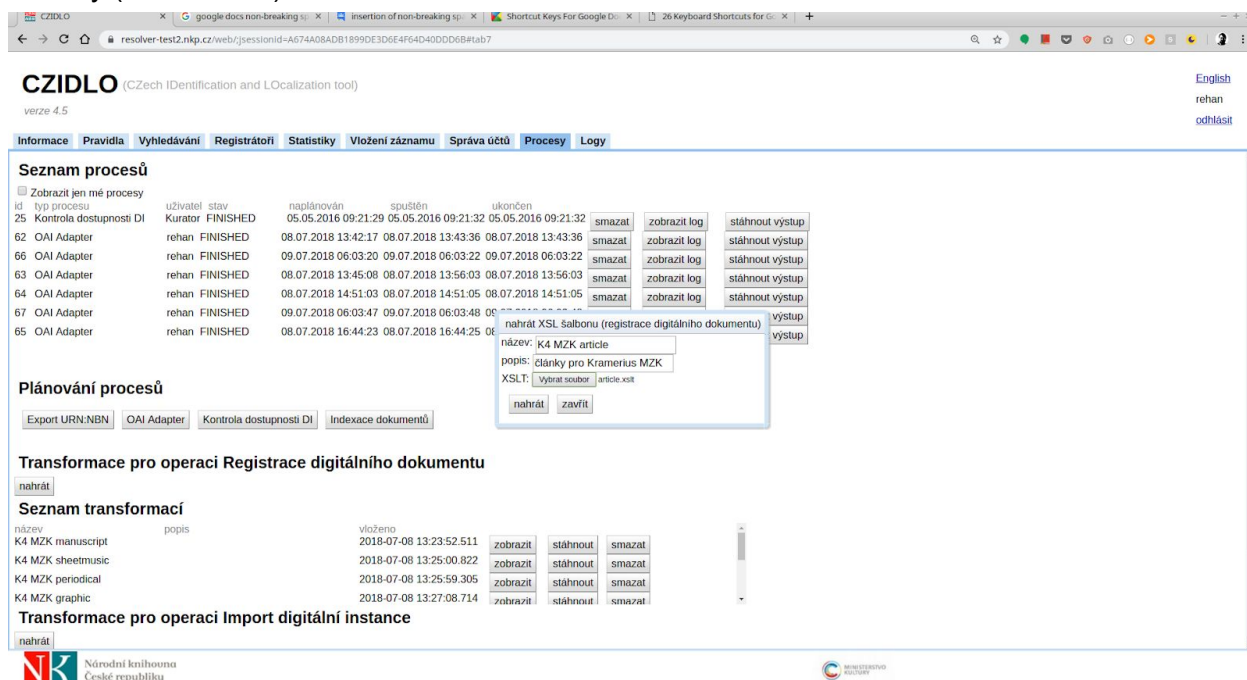 CZIDLO
google docs non-breaking sp
insertion of non-breaking spa
Shortcut Keys For Google Do
26 Keyboard Shortcuts for G
resolver-test2.nkp.cz/web/;jsessionid=A674A08ADB1899DE3D6E4F64D40DDD6B#tab7
CZIDLO (CZech IDentification and LOcalization tool)
English
verze 4.5
rehan
odhlásit
Informace Pravidla Vyhledávání Registrátoři Statistiky Vložení záznamu Správa účtů Procesy Logy
Seznam procesů
Zobrazit jen mé procesy
id typ procesu uživatel stav naplánován spuštěn ukončen
25 Kontrola dostupnosti DI Kurator FINISHED 05.05.2016 09:21:29 05.05.2016 09:21:32 05.05.2016 09:21:32 smazat zobrazit log stáhnout výstup
62 OAI Adapter rehan FINISHED 08.07.2018 13:42:17 08.07.2018 13:43:36 08.07.2018 13:43:36 smazat zobrazit log stáhnout výstup
66 OAI Adapter rehan FINISHED 09.07.2018 06:03:20 09.07.2018 06:03:22 09.07.2018 06:03:22 smazat zobrazit log stáhnout výstup
63 OAI Adapter rehan FINISHED 08.07.2018 13:45:08 08.07.2018 13:56:03 08.07.2018 13:56:03 smazat zobrazit log stáhnout výstup
64 OAI Adapter rehan FINISHED 08.07.2018 14:51:03 08.07.2018 14:51:05 08.07.2018 14:51:05 smazat zobrazit log stáhnout výstup
67 OAI Adapter rehan FINISHED 09.07.2018 06:03:47 09.07.2018 06:03:48 výstup
65 OAI Adapter rehan FINISHED 08.07.2018 16:44:23 08.07.2018 16:44:25 08 výstup
nahrát XSL šalbonu (registrace digitálního dokumentu)
název: K4 MZK article
popis: články pro Kramerius MZK
XSLT: Vybrat soubor article.xslt
nahrát zavřít
Plánování procesů
Export URN:NBN OAI Adapter Kontrola dostupnosti DI Indexace dokumentů
Transformace pro operaci Registrace digitálního dokumentu
nahrát
Seznam transformací
název popis vloženo
K4 MZK manuscript 2018-07-08 13:23:52.511 zobrazit stáhnout smazat
K4 MZK sheetmusic 2018-07-08 13:25:00.822 zobrazit stáhnout smazat
K4 MZK periodical 2018-07-08 13:25:59.305 zobrazit stáhnout smazat
K4 MZK graphic 2018-07-08 13:27:08.714 zobrazit stáhnout smazat
Transformace pro operaci Import digitální instance
nahrát
NK Národní knihovna
České republiky
MINISTERSTVO
KULTURY